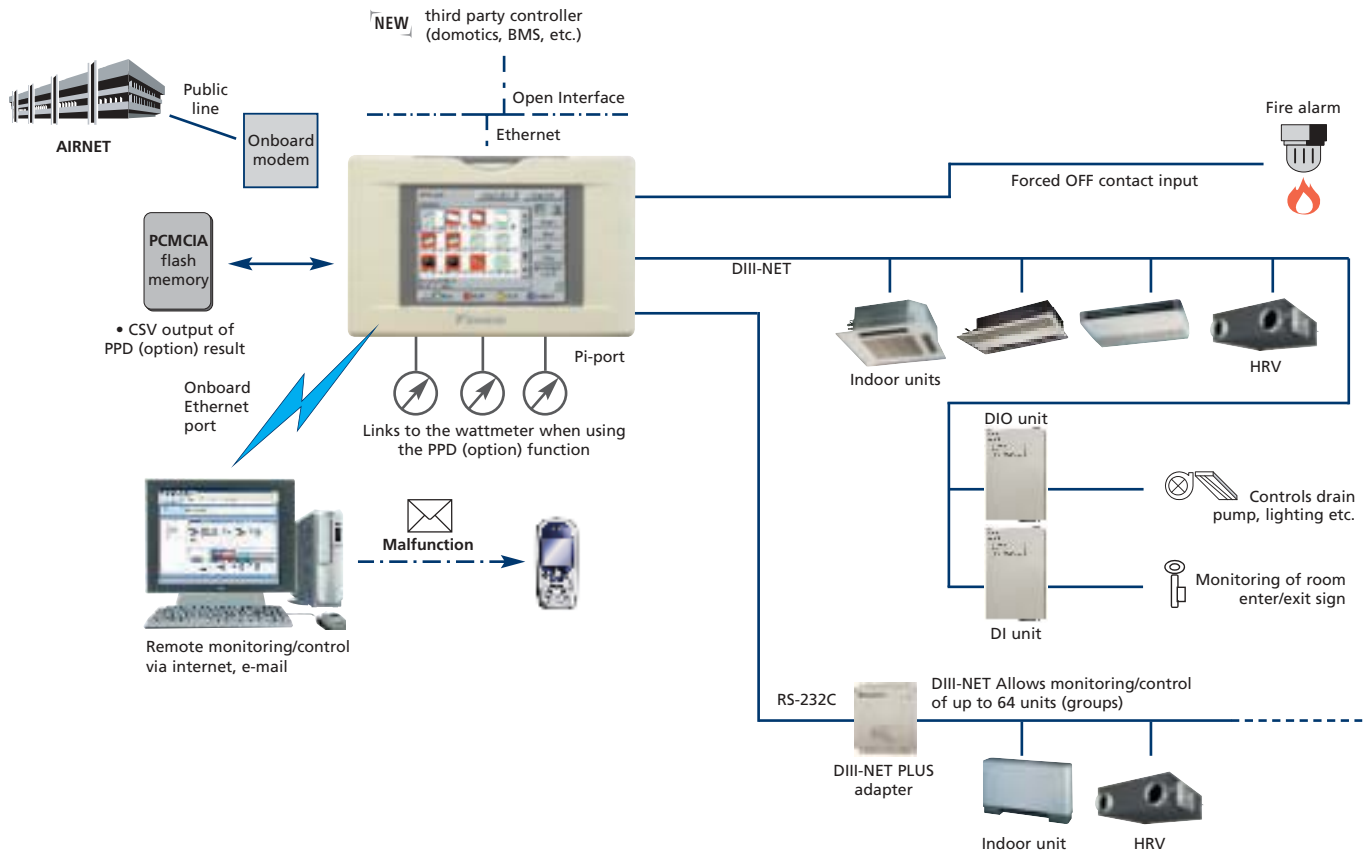 NEW
third party controller
(domotics, BMS, etc.)
Public
line
AIRNET
Onboard
modem
Open Interface
Ethernet
Fire alarm
Forced OFF contact input
PCMCIA
flash
memory
• CSV output of
PPD (option) result
DIII-NET
Indoor units
HRV
Pi-port
Onboard
Ethernet
port
Links to the wattmeter when using
the PPD (option) function
DIO unit
Controls drain
pump, lighting etc.
Monitoring of room
enter/exit sign
DI unit
Malfunction
Remote monitoring/control
via internet, e-mail
RS-232C
DIII-NET Allows monitoring/control
of up to 64 units (groups)
DIII-NET PLUS
adapter
Indoor unit
HRV